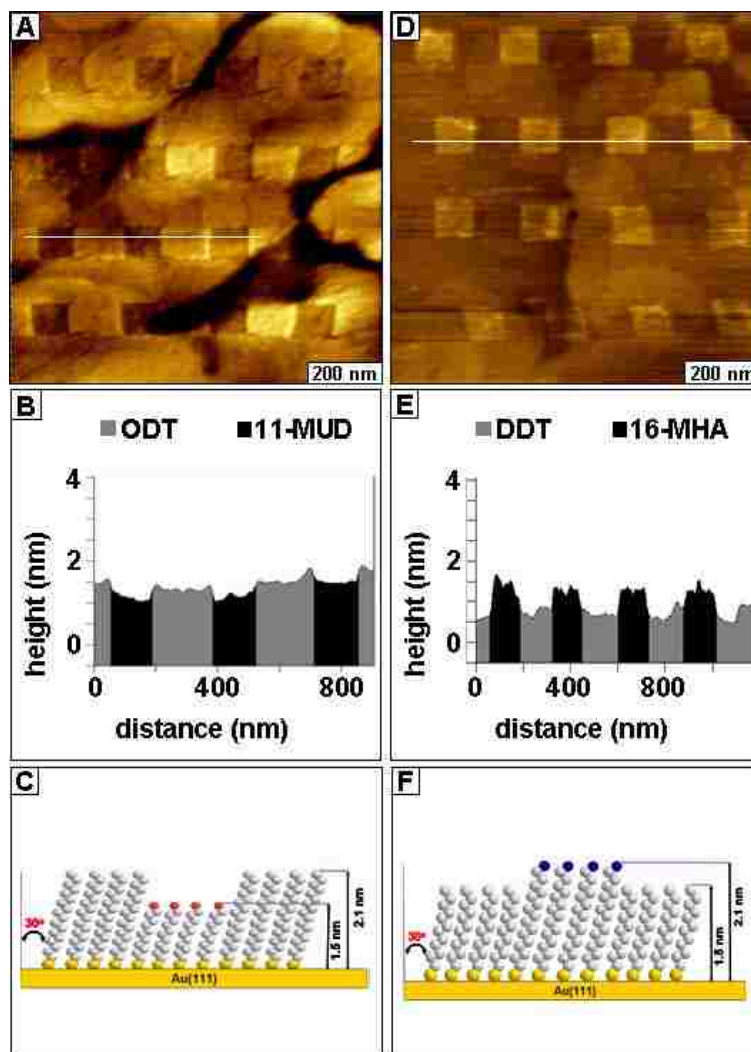 A
200 nm
D
200 nm
B
ODT 11-MUD
4
2
0
height (nm)
0 400 800
distance (nm)
E
DDT 16-MHA
4
2
0
height (nm)
0 400 800
distance (nm)
C
30°
1.5 nm
2.1 nm
Au(111)
F
30°
1.5 nm
2.1 nm
Au(111)